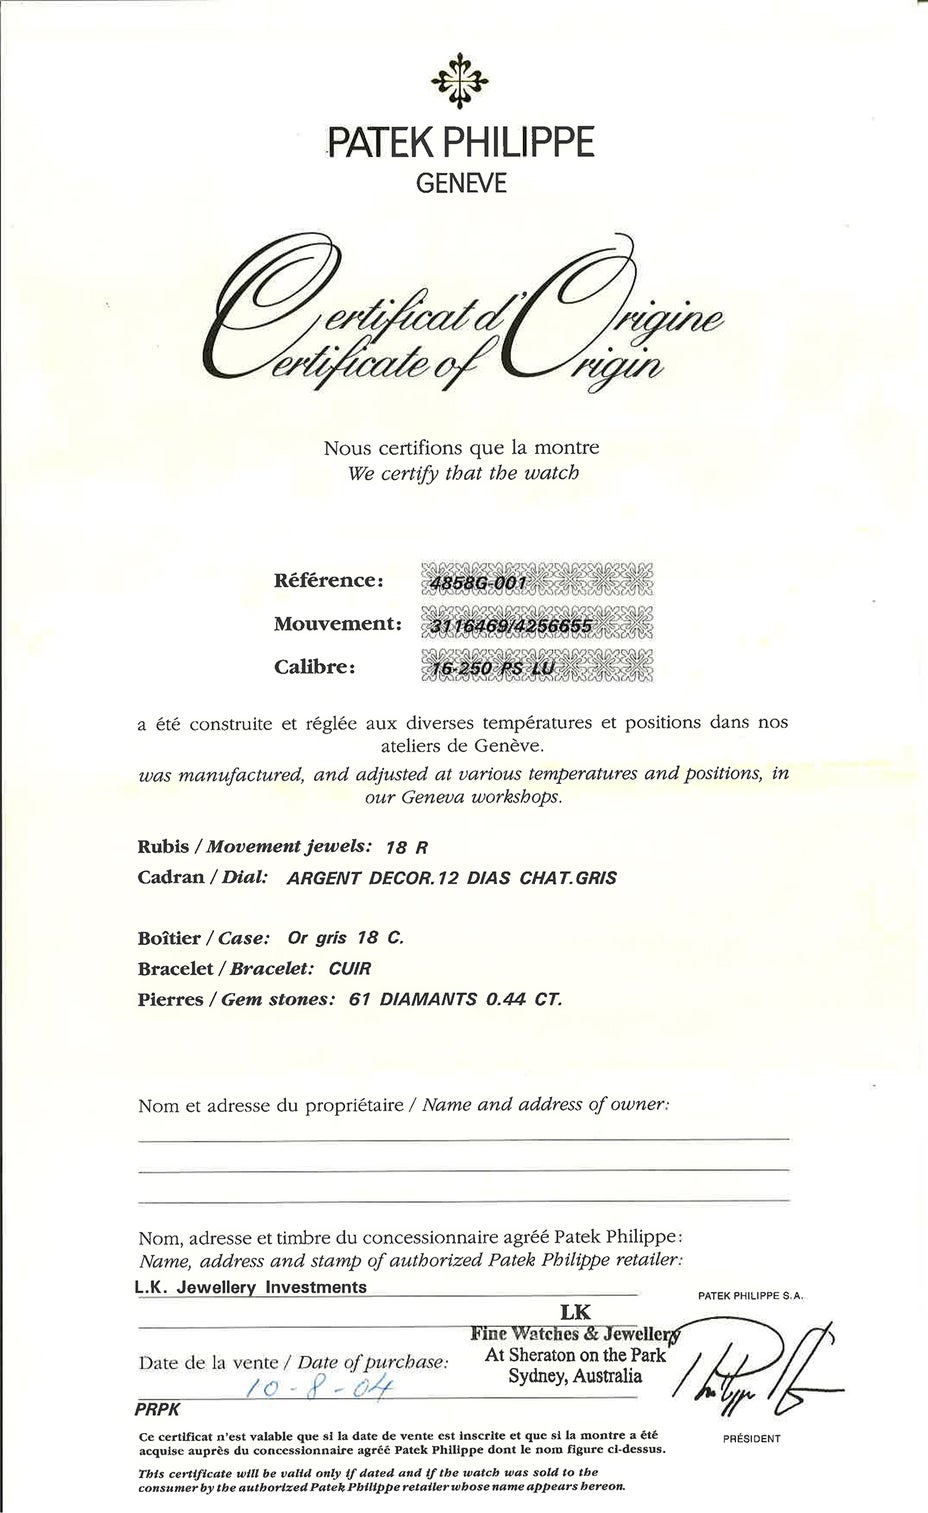 PATEK PHILIPPE
GENEVE
Certificat d'Origine
Certificate of Origin
Nous certifions que la montre
We certify that the watch
Référence: 4858G-001
Mouvement: 3116469/4256655
Calibre: 16-250 PS LU
a été construite et réglée aux diverses températures et positions dans nos
ateliers de Genève.
was manufactured, and adjusted at various temperatures and positions, in
our Geneva workshops.
Rubis / Movement jewels: 18 R
Cadran / Dial: ARGENT DECOR.12 DIAS CHAT.GRIS
Boîtier / Case: Or gris 18 C.
Bracelet / Bracelet: CUIR
Pierres / Gem stones: 61 DIAMANTS 0.44 CT.
Nom et adresse du propriétaire / Name and address of owner:
Nom, adresse et timbre du concessionnaire agréé Patek Philippe:
Name, address and stamp of authorized Patek Philippe retailer:
L.K. Jewellery Investments
PATEK PHILIPPE S.A.
LK
Fine Watches & Jewellery
At Sheraton on the Park
Sydney, Australia
Date de la vente / Date of purchase:
10-8-04
PRPK
PRÉSIDENT
Ce certificat n'est valable que si la date de vente est inscrite et que si la montre a été
acquise auprès du concessionnaire agréé Patek Philippe dont le nom figure ci-dessus.
This certificate will be valid only if dated and if the watch was sold to the
consumer by the authorized Patek Philippe retailer whose name appears hereon.